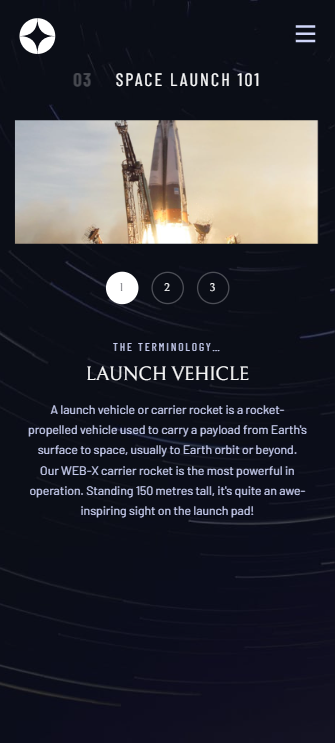 03 SPACE LAUNCH 101
1 2 3
THE TERMINOLOGY…
LAUNCH VEHICLE
A launch vehicle or carrier rocket is a rocket-
propelled vehicle used to carry a payload from Earth's
surface to space, usually to Earth orbit or beyond.
Our WEB-X carrier rocket is the most powerful in
operation. Standing 150 metres tall, it's quite an awe-
inspiring sight on the launch pad!